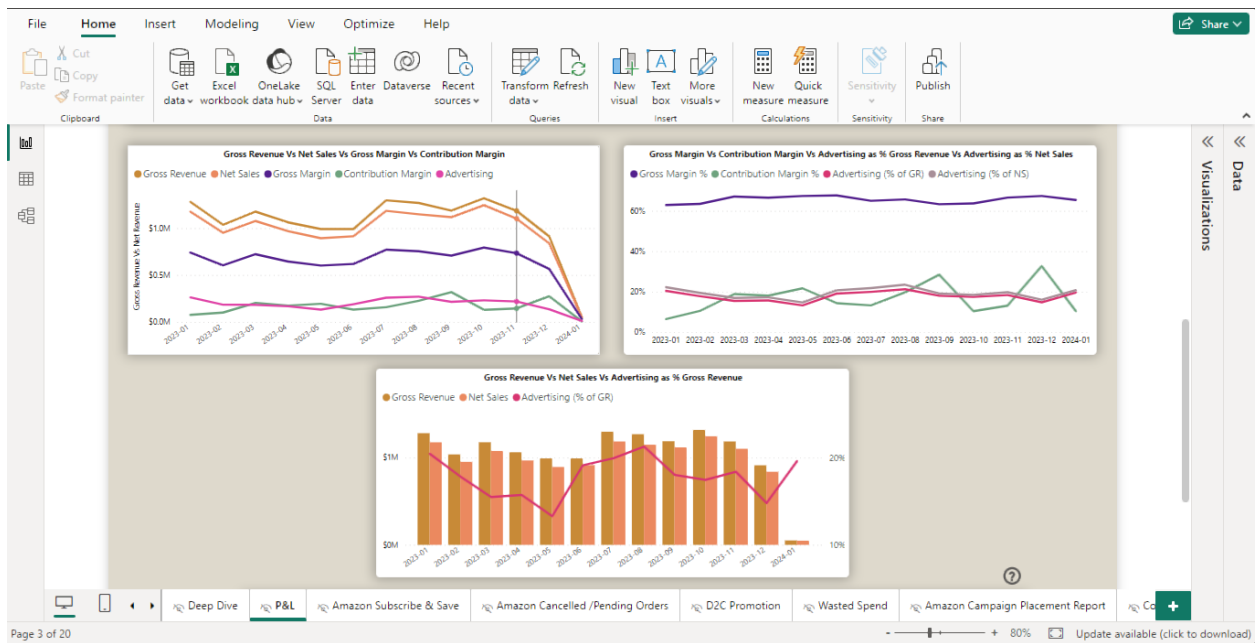 File Home Insert Modeling View Optimize Help Share
Paste
Cut
Copy
Format painter
Clipboard
Get data
Excel workbook
OneLake data hub
SQL Server
Enter data
Dataverse
Recent sources
Data
Transform data
Refresh
Queries
New visual
Text box
More visuals
Insert
New measure
Quick measure
Calculations
Sensitivity
Sensitivity
Publish
Share
Gross Revenue Vs Net Sales Vs Gross Margin Vs Contribution Margin
Gross Revenue Net Sales Gross Margin Contribution Margin Advertising
Gross Revenue Vs Net Revenue
$1.0M
$0.5M
$0.0M
2023-01 2023-02 2023-03 2023-04 2023-05 2023-06 2023-07 2023-08 2023-09 2023-10 2023-11 2023-12 2024-01
Gross Margin Vs Contribution Margin Vs Advertising as % Gross Revenue Vs Advertising as % Net Sales
Gross Margin % Contribution Margin % Advertising (% of GR) Advertising (% of NS)
60%
40%
20%
0%
2023-01 2023-02 2023-03 2023-04 2023-05 2023-06 2023-07 2023-08 2023-09 2023-10 2023-11 2023-12 2024-01
Gross Revenue Vs Net Sales Vs Advertising as % Gross Revenue
Gross Revenue Net Sales Advertising (% of GR)
$1M
$0M
20%
10%
2023-01 2023-02 2023-03 2023-04 2023-05 2023-06 2023-07 2023-08 2023-09 2023-10 2023-11 2023-12 2024-01
Visualizations
Data
Deep Dive P&L Amazon Subscribe & Save Amazon Cancelled /Pending Orders D2C Promotion Wasted Spend Amazon Campaign Placement Report
Page 3 of 20
- + 80% Update available (click to download)